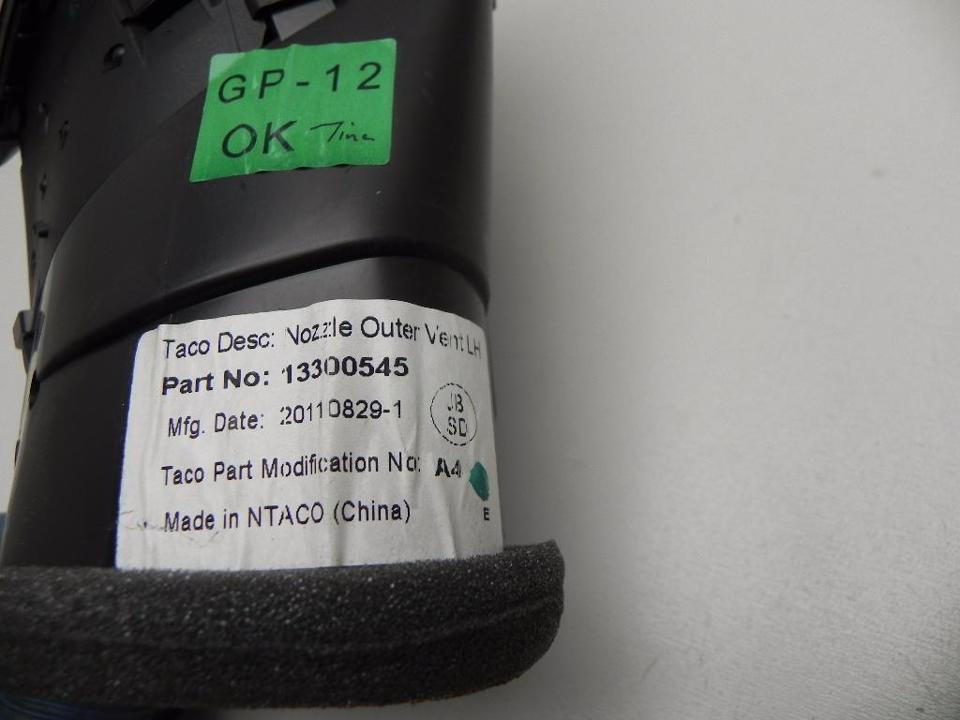 GP-12
OK Tina
Taco Desc: Nozzle Outer Vent LH
Part No: 13300545
Mfg. Date: 20110829-1
JB
SD
Taco Part Modification No: A4
E
Made in NTACO (China)